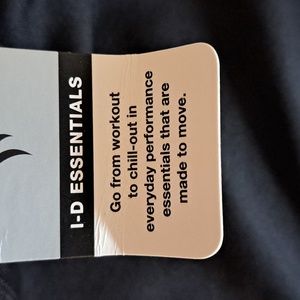 I-D ESSENTIALS
Go from workout
to chill-out in
everyday performance
essentials that are
made to move.